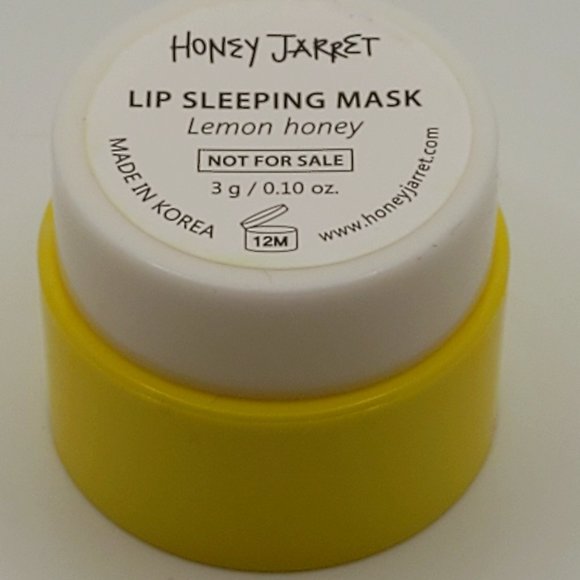 HONEY JARRET
LIP SLEEPING MASK
Lemon honey
NOT FOR SALE
3 g / 0.10 oz.
MADE IN KOREA
12M
www.honeyjarret.com